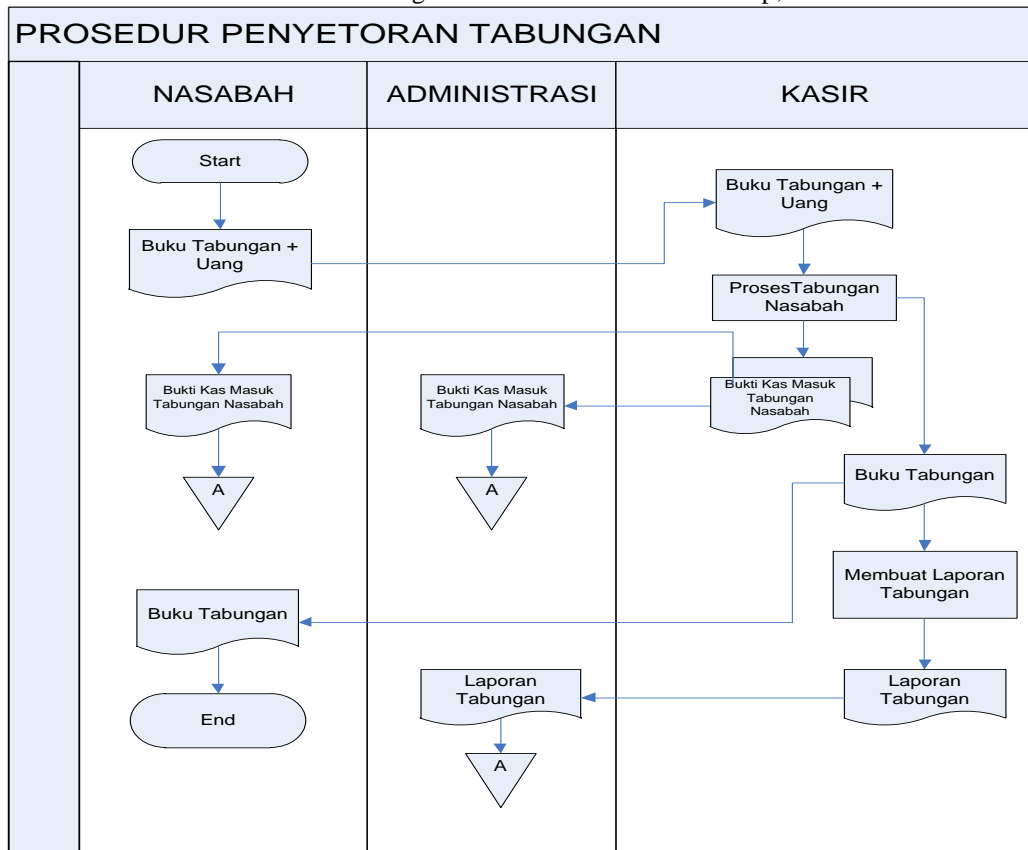 PROSEDUR PENYETORAN TABUNGAN
NASABAH
ADMINISTRASI
KASIR
Start
Buku Tabungan +
Uang
Buku Tabungan +
Uang
ProsesTabungan
Nasabah
Bukti Kas Masuk
Tabungan Nasabah
Bukti Kas Masuk
Tabungan Nasabah
Bukti Kas Masuk
Tabungan
Nasabah
A
A
Buku Tabungan
Membuat Laporan
Tabungan
Buku Tabungan
Laporan
Tabungan
Laporan
Tabungan
End
A